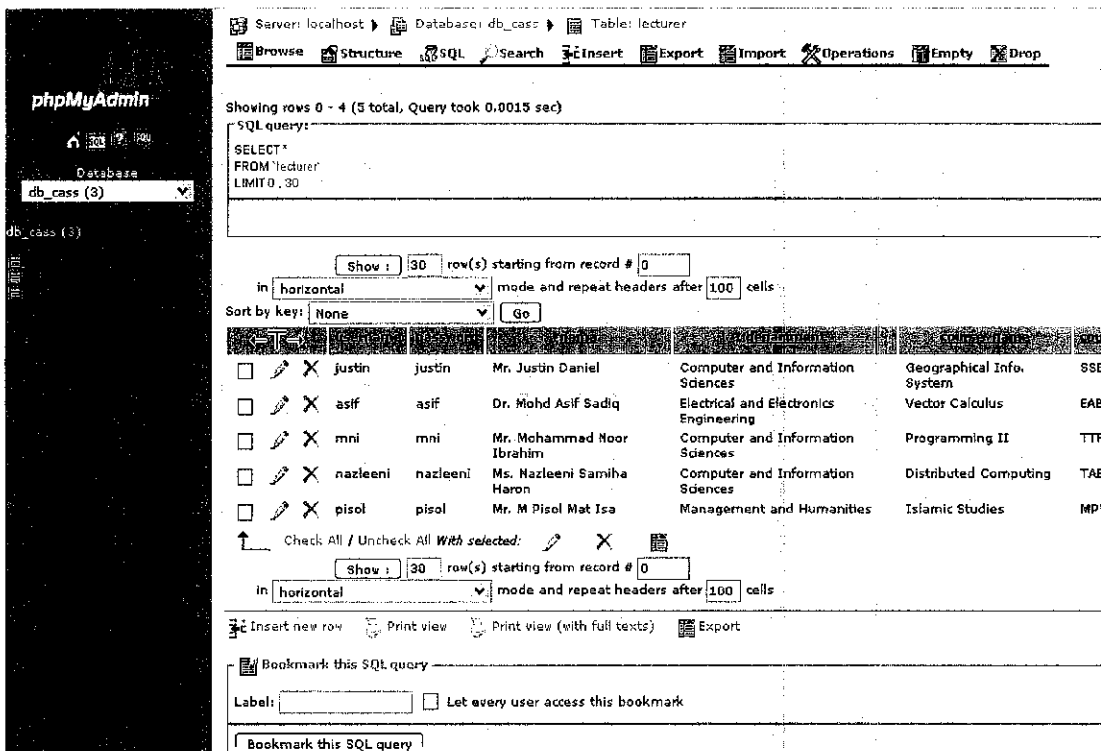 Server: localhost Database: db_cass Table: lecturer
Browse Structure SQL Search Insert Export Import Operations Empty Drop
phpMyAdmin
Database
db_cass (3)
db_cass (3)
Showing rows 0 - 4 (5 total, Query took 0.0015 sec)
SQL query:
SELECT *
FROM `lecturer`
LIMIT 0 , 30
Show : 30 row(s) starting from record # 0
in horizontal mode and repeat headers after 100 cells
Sort by key: None Go
justin justin Mr. Justin Daniel Computer and Information Geographical Info. SSB
Sciences System
asif asif Dr. Mohd Asif Sadiq Electrical and Electronics Vector Calculus EAB
Engineering
mni mni Mr. Mohammad Noor Computer and Information Programming II
Ibrahim Sciences
nazleeni nazleeni Ms. Nazleeni Samiha Computer and Information Distributed Computing TAB
Haron Sciences
pisol pisol Mr. M Pisol Mat Isa Management and Humanities Islamic Studies
Check All / Uncheck All With selected:
Show : 30 row(s) starting from record # 0
in horizontal mode and repeat headers after 100 cells
Insert new row Print view Print view (with full texts) Export
Bookmark this SQL query
Label: Let every user access this bookmark
Bookmark this SQL query